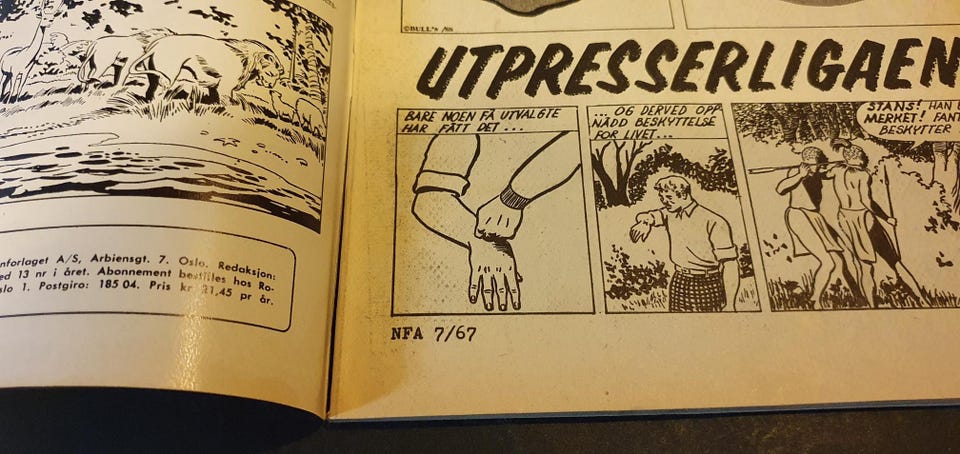 nforlaget A/S, Arbiensgt. 7. Oslo. Redaksjon:
ed 13 nr i året. Abonnement bestilles hos Ro-
slo 1. Postgiro: 185 04. Pris kr 21,45 pr år.
©BULL'S
UTPRESSERLIGAEN
BARE NOEN FÅ UTVALGTE
HAR FÅTT DET...
OG DERVED OPP
NÅDD BESKYTTELSE
FOR LIVET...
STANS! HAN
MERKET! FANT
BESKYTTER
NFA 7/67